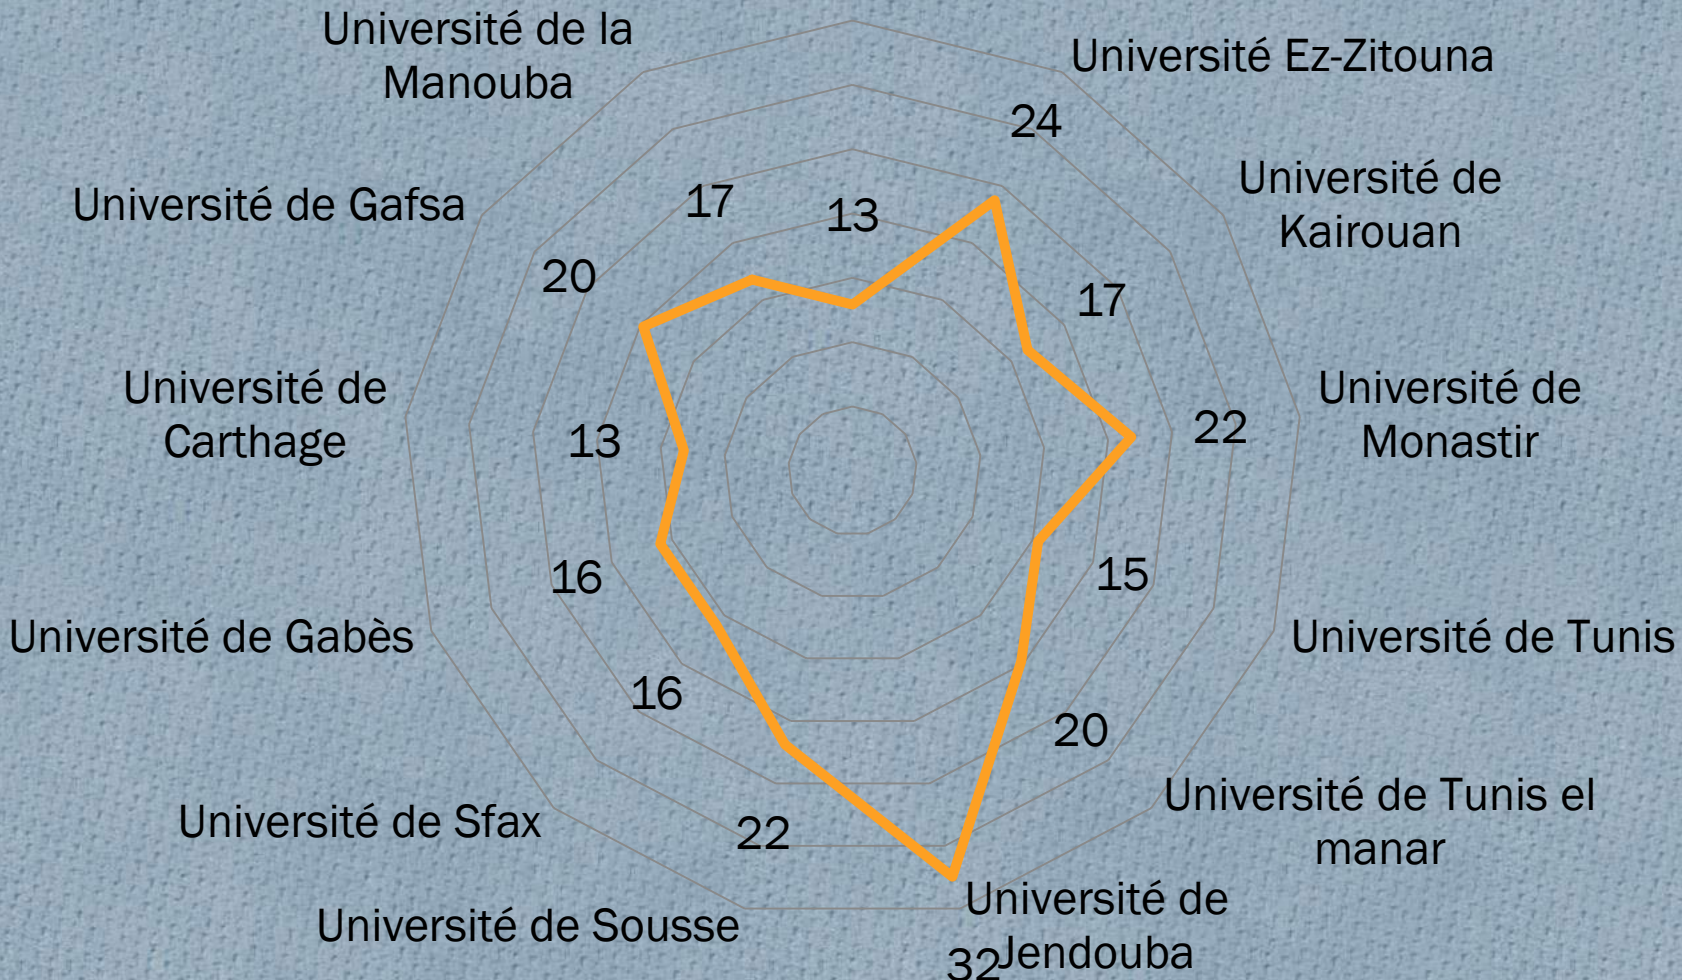 Université de la
Manouba
Université Ez-Zitouna
24
Université de
Kairouan
Université de Gafsa
17
13
20
17
Université de
Carthage
13
22
Université de
Monastir
16
15
Université de Gabès
Université de Tunis
16
20
Université de Tunis el
manar
Université de Sfax
22
Université de Sousse
Université de
Jendouba
32